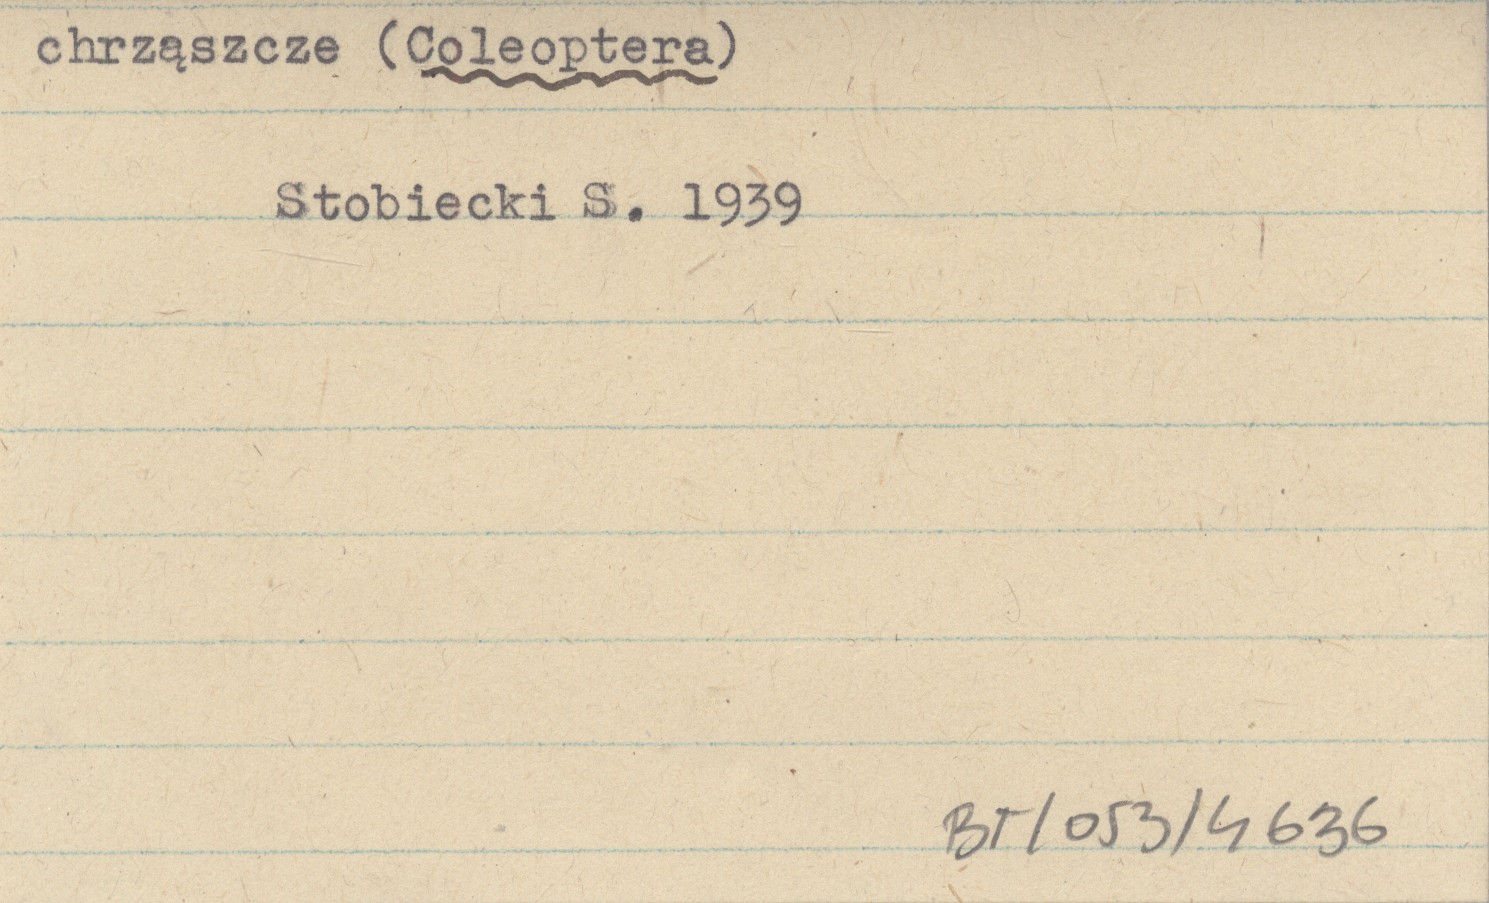 chrząszcze (Coleoptera)
Stobiecki S. 1939
BT/053/4636